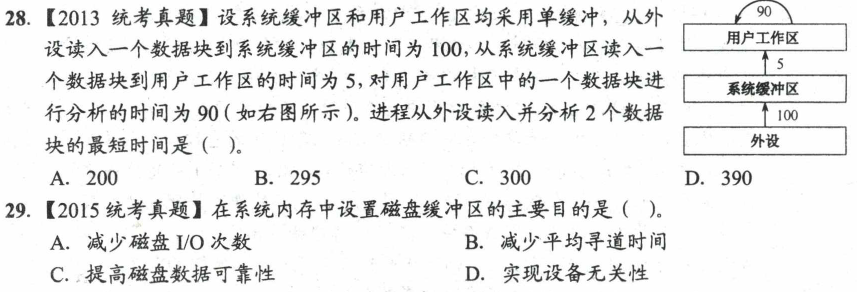 28.【2013 统考真题】设系统缓冲区和用户工作区均采用单缓冲，从外
设读入一个数据块到系统缓冲区的时间为 100，从系统缓冲区读入一
个数据块到用户工作区的时间为 5，对用户工作区中的一个数据块进
行分析的时间为 90（如右图所示）。进程从外设读入并分析 2 个数据
块的最短时间是（ ）。
90
用户工作区
5
系统缓冲区
100
外设
A. 200 B. 295 C. 300 D. 390
29.【2015 统考真题】在系统内存中设置磁盘缓冲区的主要目的是（ ）。
A. 减少磁盘 I/O 次数 B. 减少平均寻道时间
C. 提高磁盘数据可靠性 D. 实现设备无关性